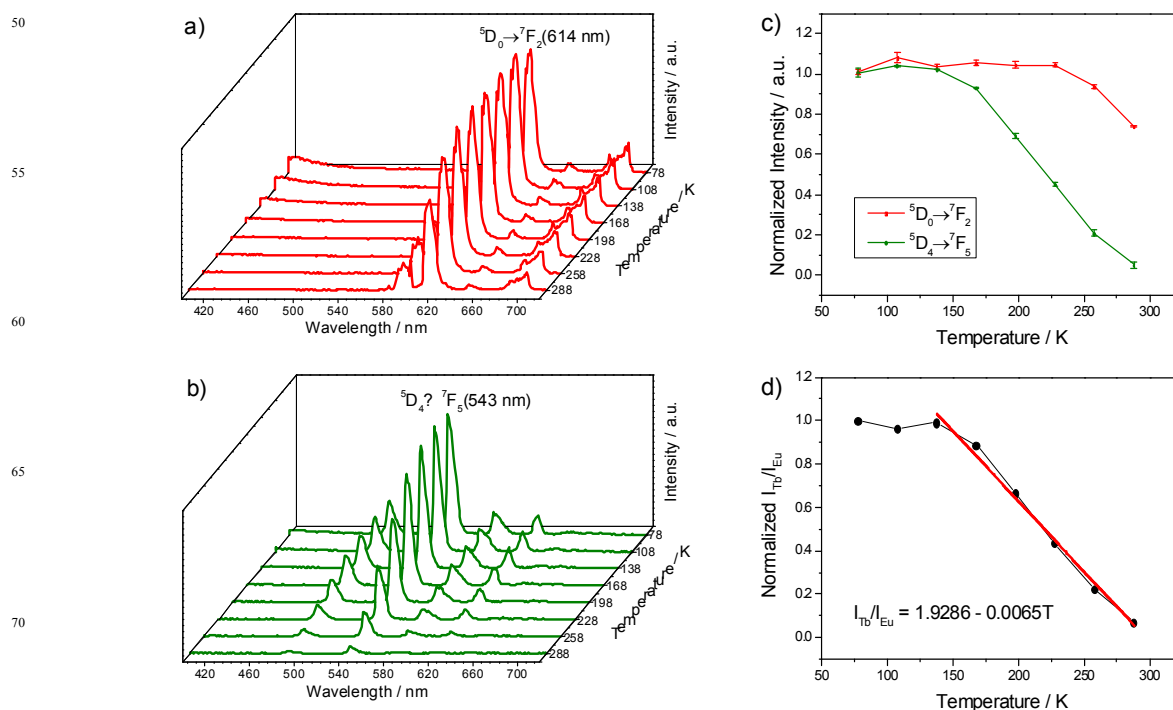 50
55
60
65
70
a)
⁵D₀→⁷F₂(614 nm)
Intensity / a.u.
78
108
138
168
198
228
258
288
Temperature / K
420 460 500 540 580 620 660 700
Wavelength / nm
b)
⁵D₄? ⁷F₅(543 nm)
Intensity / a.u.
78
108
138
168
198
228
258
288
Temperature / K
420 460 500 540 580 620 660 700
Wavelength / nm
c)
Normalized Intensity / a.u.
1.2
1.0
0.8
0.6
0.4
0.2
0.0
⁵D₀→⁷F₂
⁵D₄→⁷F₅
50 100 150 200 250 300
Temperature / K
d)
Normalized I_Tb/I_Eu
1.2
1.0
0.8
0.6
0.4
0.2
0.0
I_Tb/I_Eu = 1.9286 - 0.0065T
50 100 150 200 250 300
Temperature / K